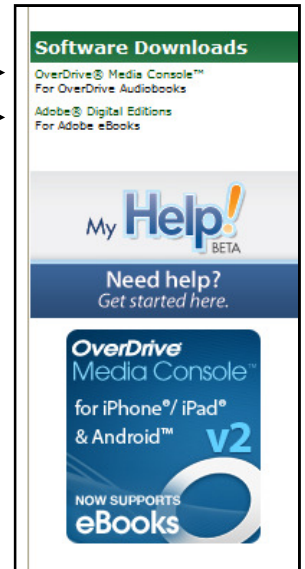 Software Downloads
OverDrive® Media Console™
For OverDrive Audiobooks
Adobe® Digital Editions
For Adobe eBooks
My Help!
BETA
Need help?
Get started here.
OverDrive
Media Console™
for iPhone®/ iPad®
& Android™ v2
NOW SUPPORTS
eBooks